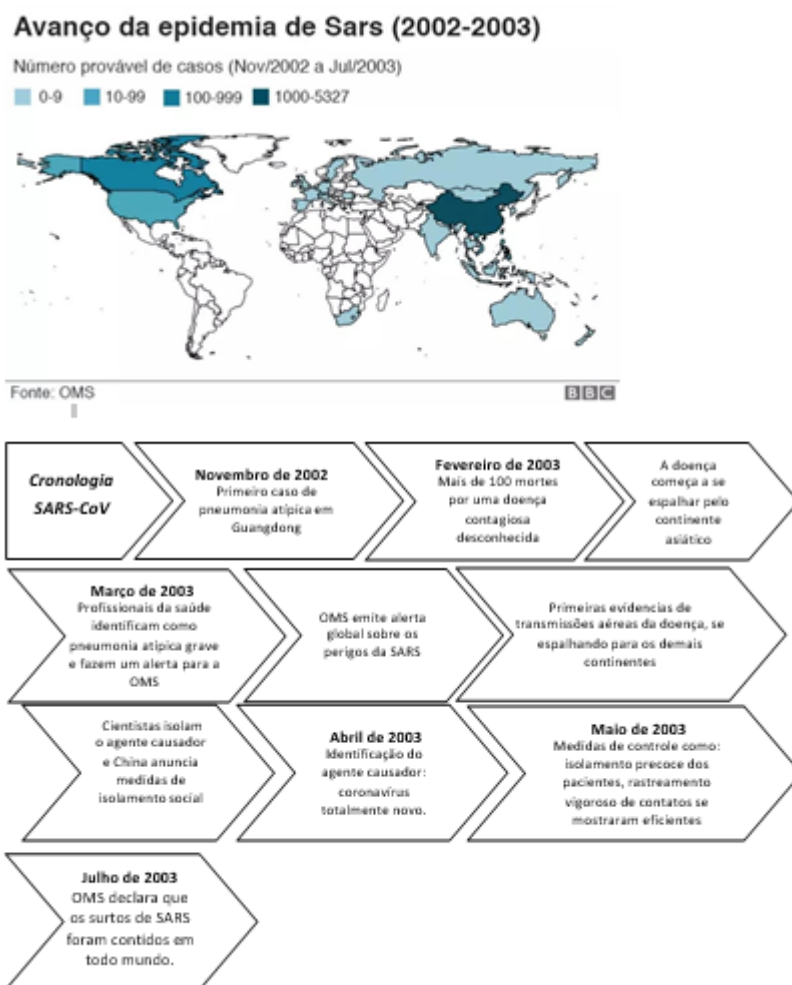 Avanço da epidemia de Sars (2002-2003)
Número provável de casos (Nov/2002 a Jul/2003)
0-9 10-99 100-999 1000-5327
Fonte: OMS
BBC
Cronologia
SARS-CoV
Novembro de 2002
Primeiro caso de
pneumonia atípica em
Guangdong
Fevereiro de 2003
Mais de 100 mortes
por uma doença
contagiosa
desconhecida
A doença
começa a se
espalhar pelo
continente
asiático
Março de 2003
Profissionais da saúde
identificam como
pneumonia atípica grave
e fazem um alerta para a
OMS
OMS emite alerta
global sobre os
perigos da SARS
Primeiras evidencias de
transmissões aéreas da doença, se
espalhando para os demais
continentes
Cientistas isolam
o agente causador
e China anuncia
medidas de
isolamento social
Abril de 2003
Identificação do
agente causador:
coronavírus
totalmente novo.
Maio de 2003
Medidas de controle como:
isolamento precoce dos
pacientes, rastreamento
vigoroso de contatos se
mostraram eficientes
Julho de 2003
OMS declara que
os surtos de SARS
foram contidos em
todo mundo.